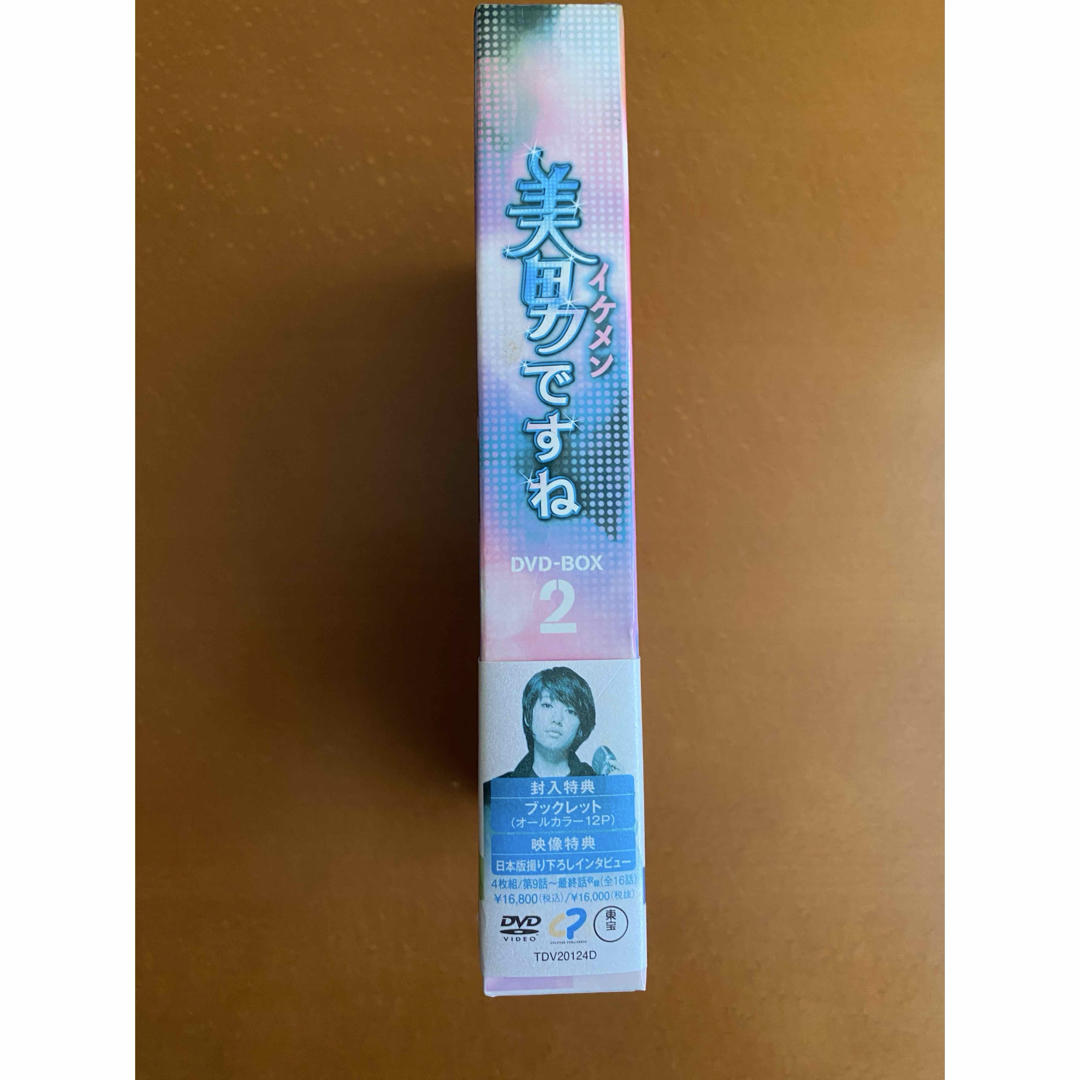 美男ですね
イケメン
DVD-BOX
2
封入特典
ブックレット
(オールカラー12P)
映像特典
日本版撮り下ろしインタビュー
4枚組/第9話〜最終話収録(全16話)
¥16,800(税込)/¥16,000(税抜)
DVD
VIDEO
東宝
TDV20124D